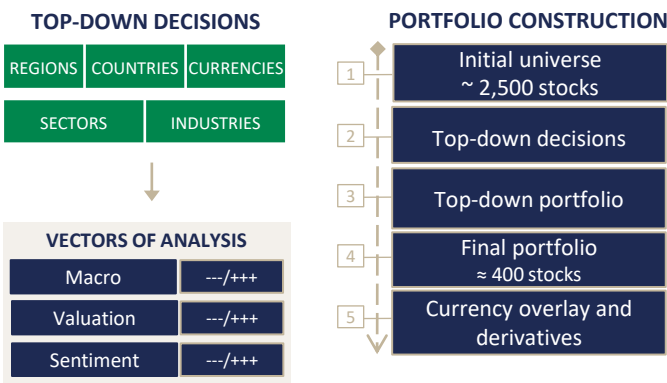 TOP-DOWN DECISIONS
REGIONS COUNTRIES CURRENCIES
SECTORS INDUSTRIES
VECTORS OF ANALYSIS
Macro ---/+++
Valuation ---/+++
Sentiment ---/+++
PORTFOLIO CONSTRUCTION
1 Initial universe
~ 2,500 stocks
2 Top-down decisions
3 Top-down portfolio
4 Final portfolio
≈ 400 stocks
5 Currency overlay and
derivatives